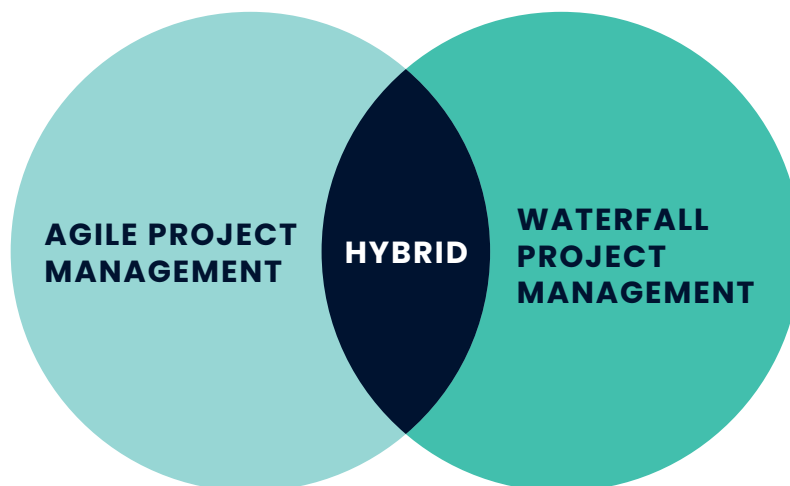 AGILE PROJECT
MANAGEMENT
HYBRID
WATERFALL
PROJECT
MANAGEMENT